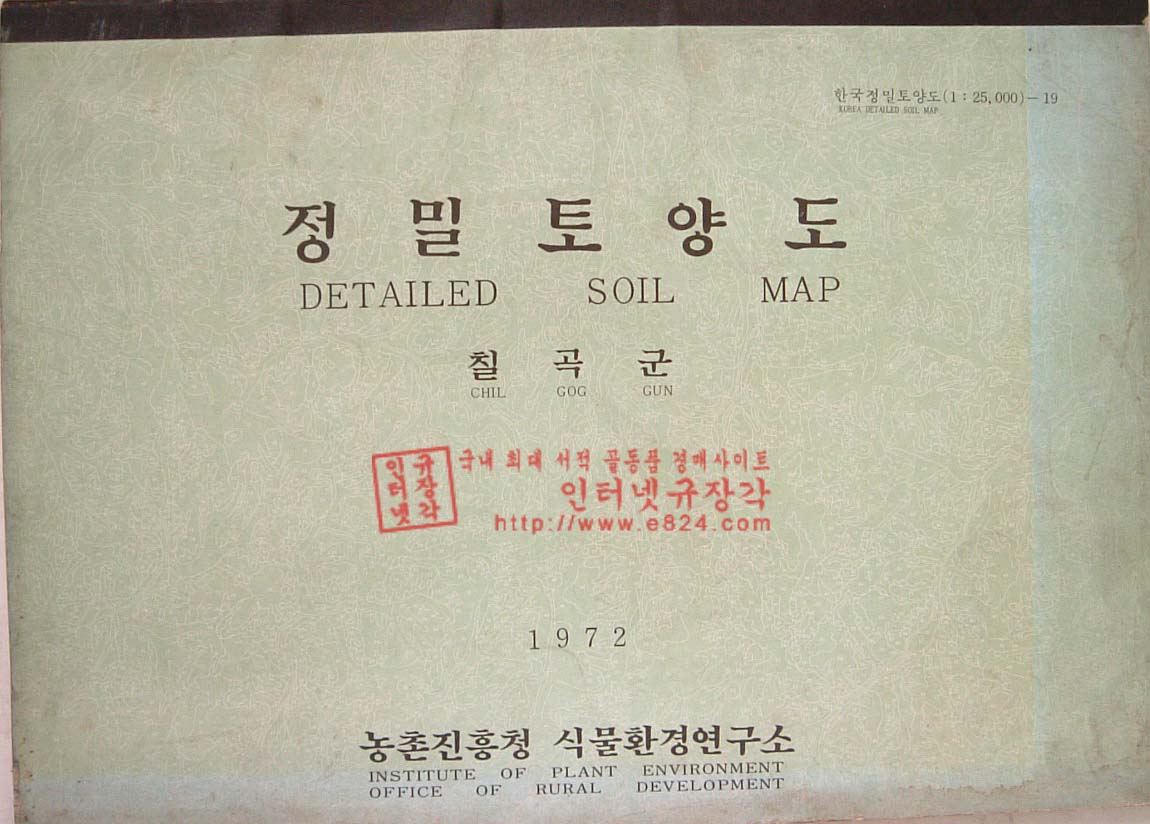 한국정밀토양도(1:25,000)-19
KOREA DETAILED SOIL MAP
정 밀 토 양 도
DETAILED SOIL MAP
칠 곡 군
CHIL GOG GUN
인터넷 규장각 국내 최대 서적 골동품 경매사이트
인터넷규장각
http://www.e824.com
1972
농촌진흥청 식물환경연구소
INSTITUTE OF PLANT ENVIRONMENT
OFFICE OF RURAL DEVELOPMENT